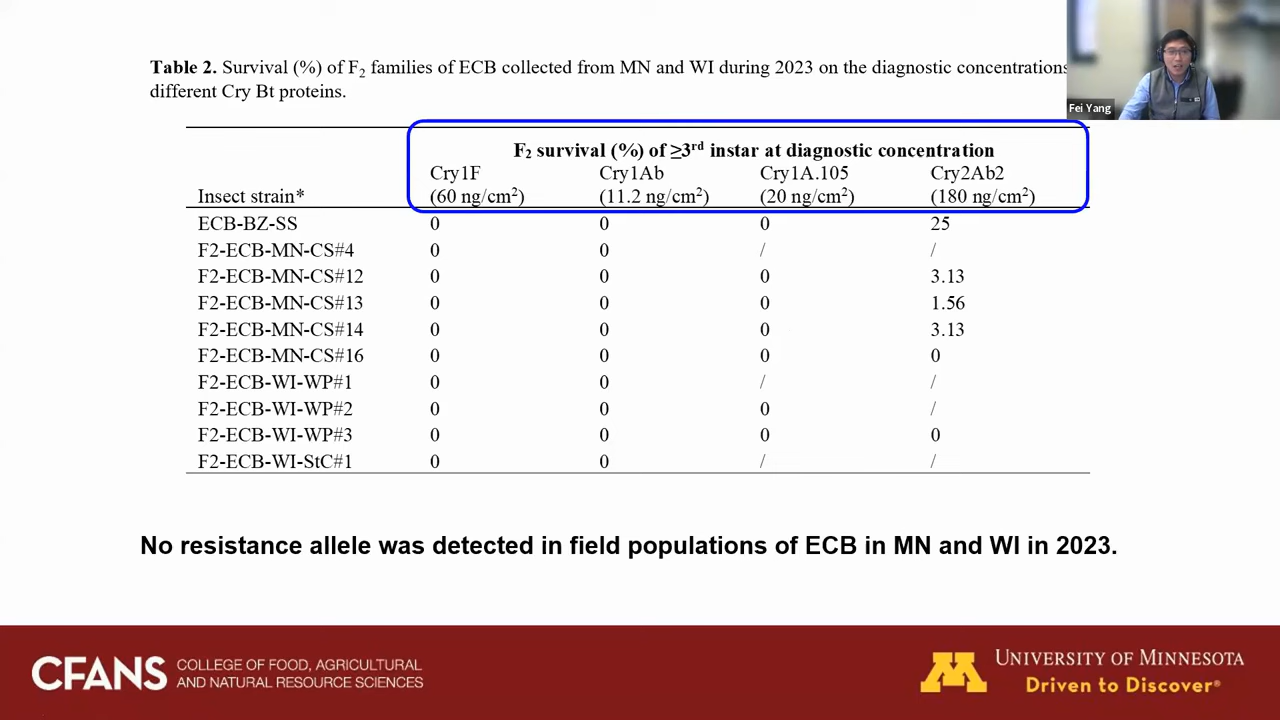 Table 2. Survival (%) of F2 families of ECB collected from MN and WI during 2023 on the diagnostic concentrations
different Cry Bt proteins.
Fei Yang
F2 survival (%) of ≥3rd instar at diagnostic concentration
Cry1F Cry1Ab Cry1A.105 Cry2Ab2
Insect strain* (60 ng/cm2) (11.2 ng/cm2) (20 ng/cm2) (180 ng/cm2)
ECB-BZ-SS 0 0 0 25
F2-ECB-MN-CS#4 0 0 / /
F2-ECB-MN-CS#12 0 0 0 3.13
F2-ECB-MN-CS#13 0 0 0 1.56
F2-ECB-MN-CS#14 0 0 0 3.13
F2-ECB-MN-CS#16 0 0 0 0
F2-ECB-WI-WP#1 0 0 / /
F2-ECB-WI-WP#2 0 0 0 /
F2-ECB-WI-WP#3 0 0 0 0
F2-ECB-WI-StC#1 0 0 / /
No resistance allele was detected in field populations of ECB in MN and WI in 2023.
CFANS COLLEGE OF FOOD, AGRICULTURAL
AND NATURAL RESOURCE SCIENCES
M UNIVERSITY OF MINNESOTA
Driven to Discover®